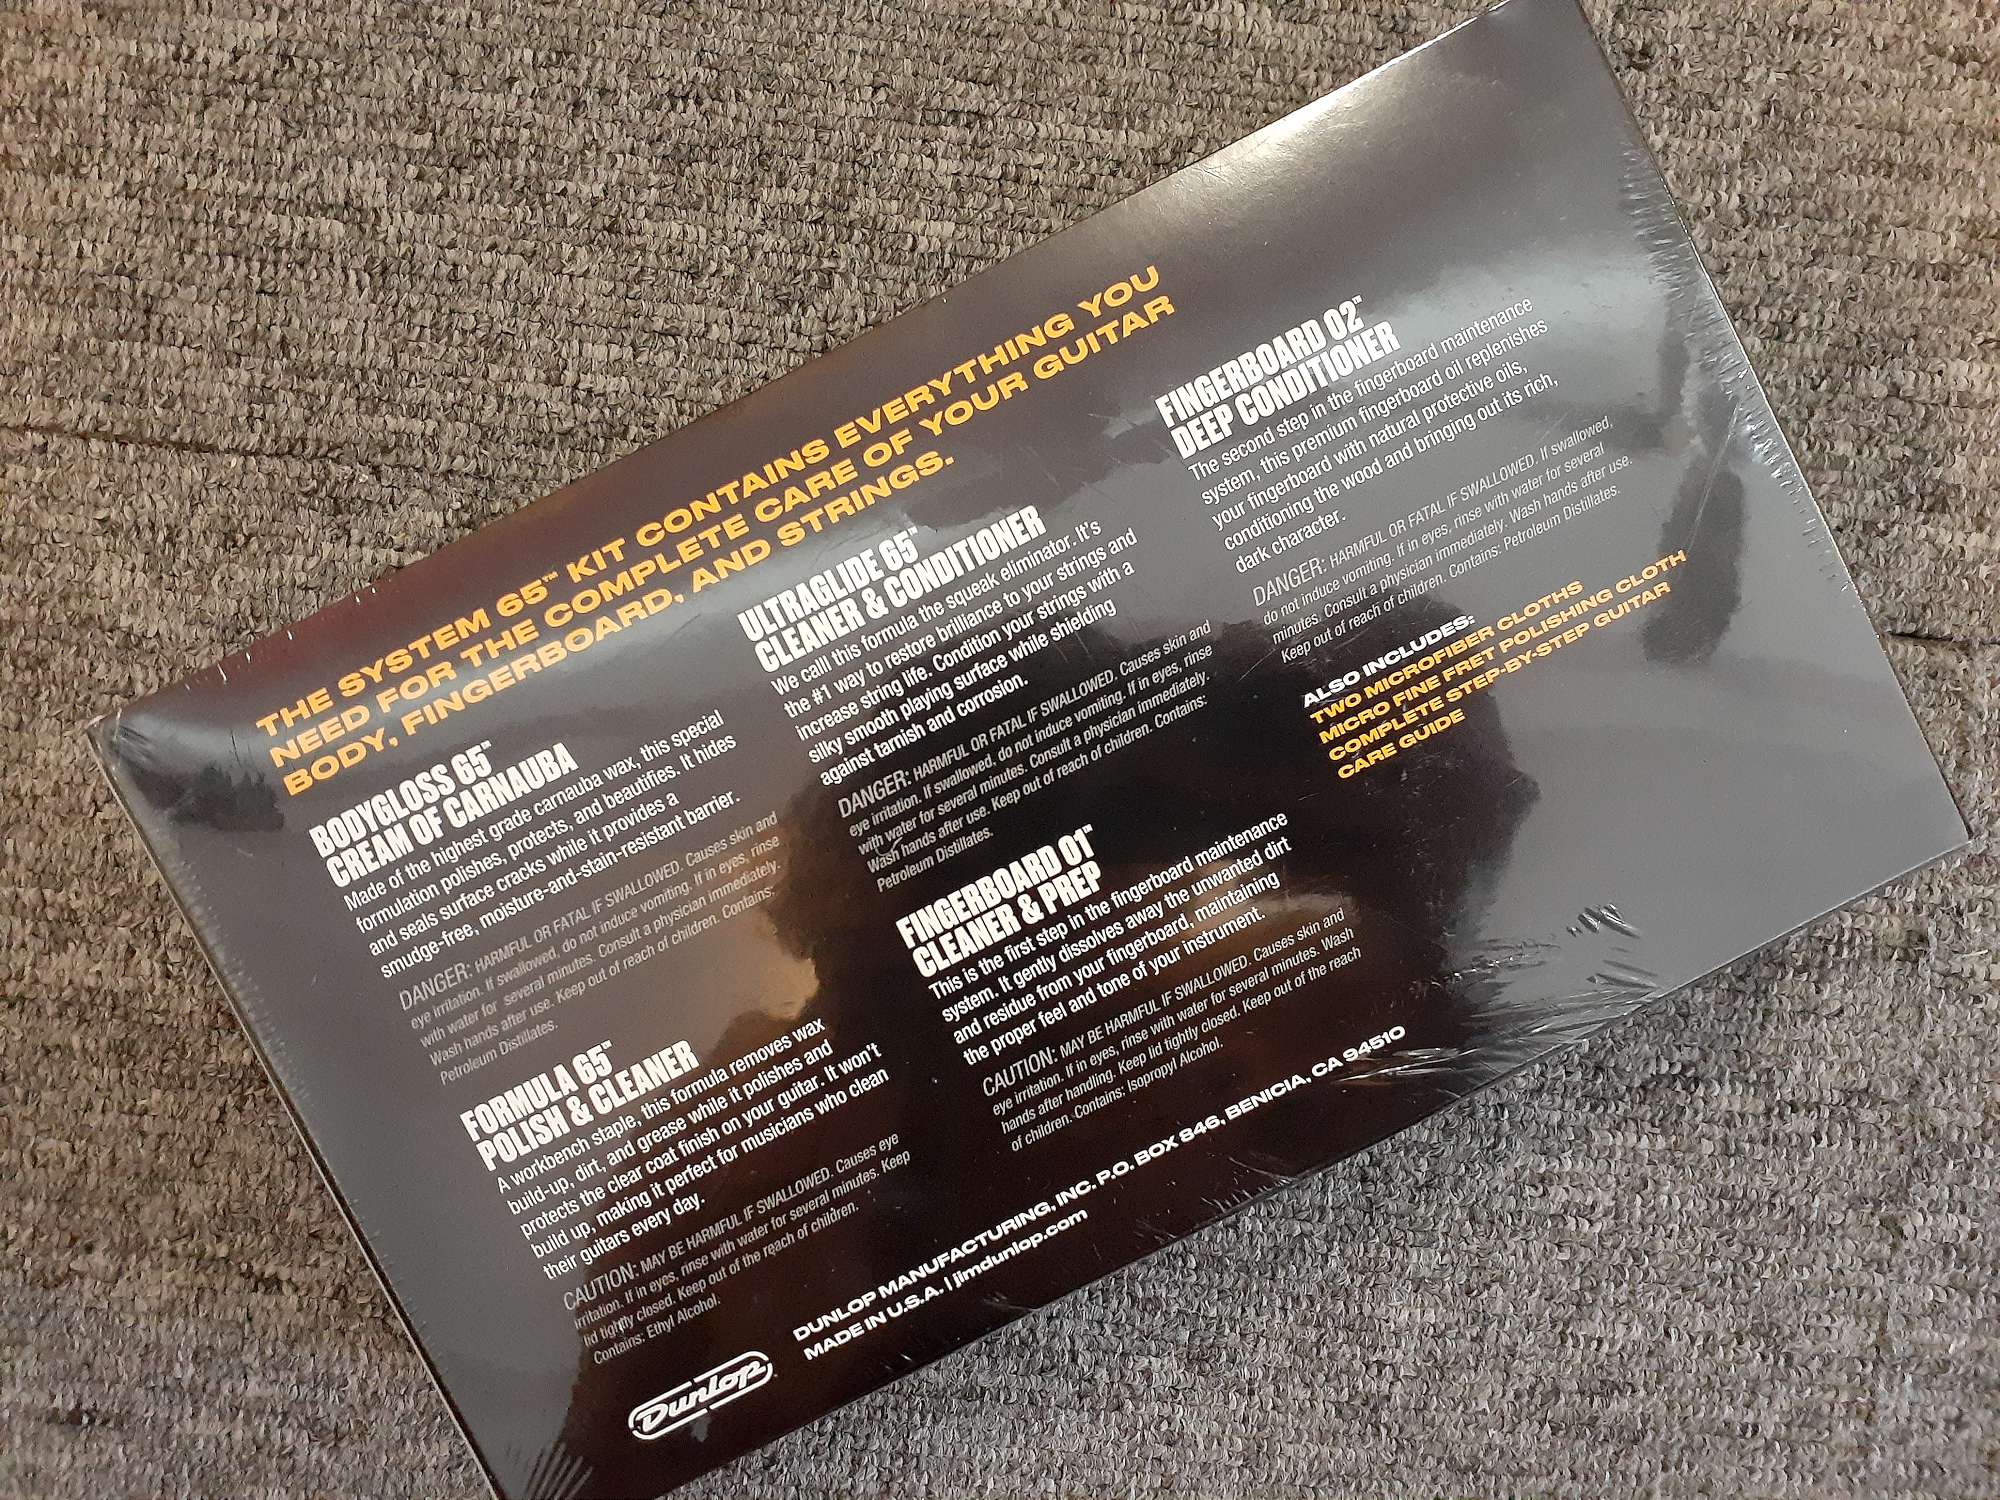 THE SYSTEM 65™ KIT CONTAINS EVERYTHING YOU
NEED FOR THE COMPLETE CARE OF YOUR GUITAR
BODY, FINGERBOARD, AND STRINGS.
BODYGLOSS 65™
CREAM OF CARNAUBA
Made of the highest grade carnauba wax, this special
formulation polishes, protects, and beautifies. It hides
and seals surface cracks while it provides a
smudge-free, moisture-and-stain-resistant barrier.
DANGER: HARMFUL OR FATAL IF SWALLOWED. Causes skin and
eye irritation. If swallowed, do not induce vomiting. If in eyes, rinse
with water for several minutes. Consult a physician immediately.
Wash hands after use. Keep out of reach of children. Contains:
Petroleum Distillates.
FORMULA 65™
POLISH & CLEANER
A workbench staple, this formula removes wax
build-up, dirt, and grease while it polishes and
protects the clear coat finish on your guitar. It won't
build up, making it perfect for musicians who clean
their guitars every day.
CAUTION: MAY BE HARMFUL IF SWALLOWED. Causes eye
irritation. If in eyes, rinse with water for several minutes. Keep
lid tightly closed. Keep out of the reach of children.
Contains: Ethyl Alcohol.
ULTRAGLIDE 65™
CLEANER & CONDITIONER
We call this formula the squeak eliminator. It's
the #1 way to restore brilliance to your strings and
increase string life. Condition your strings with a
silky smooth playing surface while shielding
against tarnish and corrosion.
DANGER: HARMFUL OR FATAL IF SWALLOWED. Causes skin and
eye irritation. If swallowed, do not induce vomiting. If in eyes, rinse
with water for several minutes. Consult a physician immediately.
Wash hands after use. Keep out of reach of children. Contains:
Petroleum Distillates.
FINGERBOARD 01™
CLEANER & PREP
This is the first step in the fingerboard maintenance
system. It gently dissolves away the unwanted dirt
and residue from your fingerboard, maintaining
the proper feel and tone of your instrument.
CAUTION: MAY BE HARMFUL IF SWALLOWED. Causes skin and
eye irritation. If in eyes, rinse with water for several minutes. Wash
hands after handling. Keep lid tightly closed. Keep out of the reach
of children. Contains: Isopropyl Alcohol.
FINGERBOARD 02™
DEEP CONDITIONER
The second step in the fingerboard maintenance
system, this premium fingerboard oil replenishes
your fingerboard with natural protective oils,
conditioning the wood and bringing out its rich,
dark character.
DANGER: HARMFUL OR FATAL IF SWALLOWED. If swallowed,
do not induce vomiting. If in eyes, rinse with water for several
minutes. Consult a physician immediately. Wash hands after use.
Keep out of reach of children. Contains: Petroleum Distillates.
ALSO INCLUDES:
TWO MICROFIBER CLOTHS
MICRO FINE FRET POLISHING CLOTH
COMPLETE STEP-BY-STEP GUITAR
CARE GUIDE
DUNLOP
DUNLOP MANUFACTURING, INC. P.O. BOX 846, BENICIA, CA 94510
MADE IN U.S.A. | jimdunlop.com